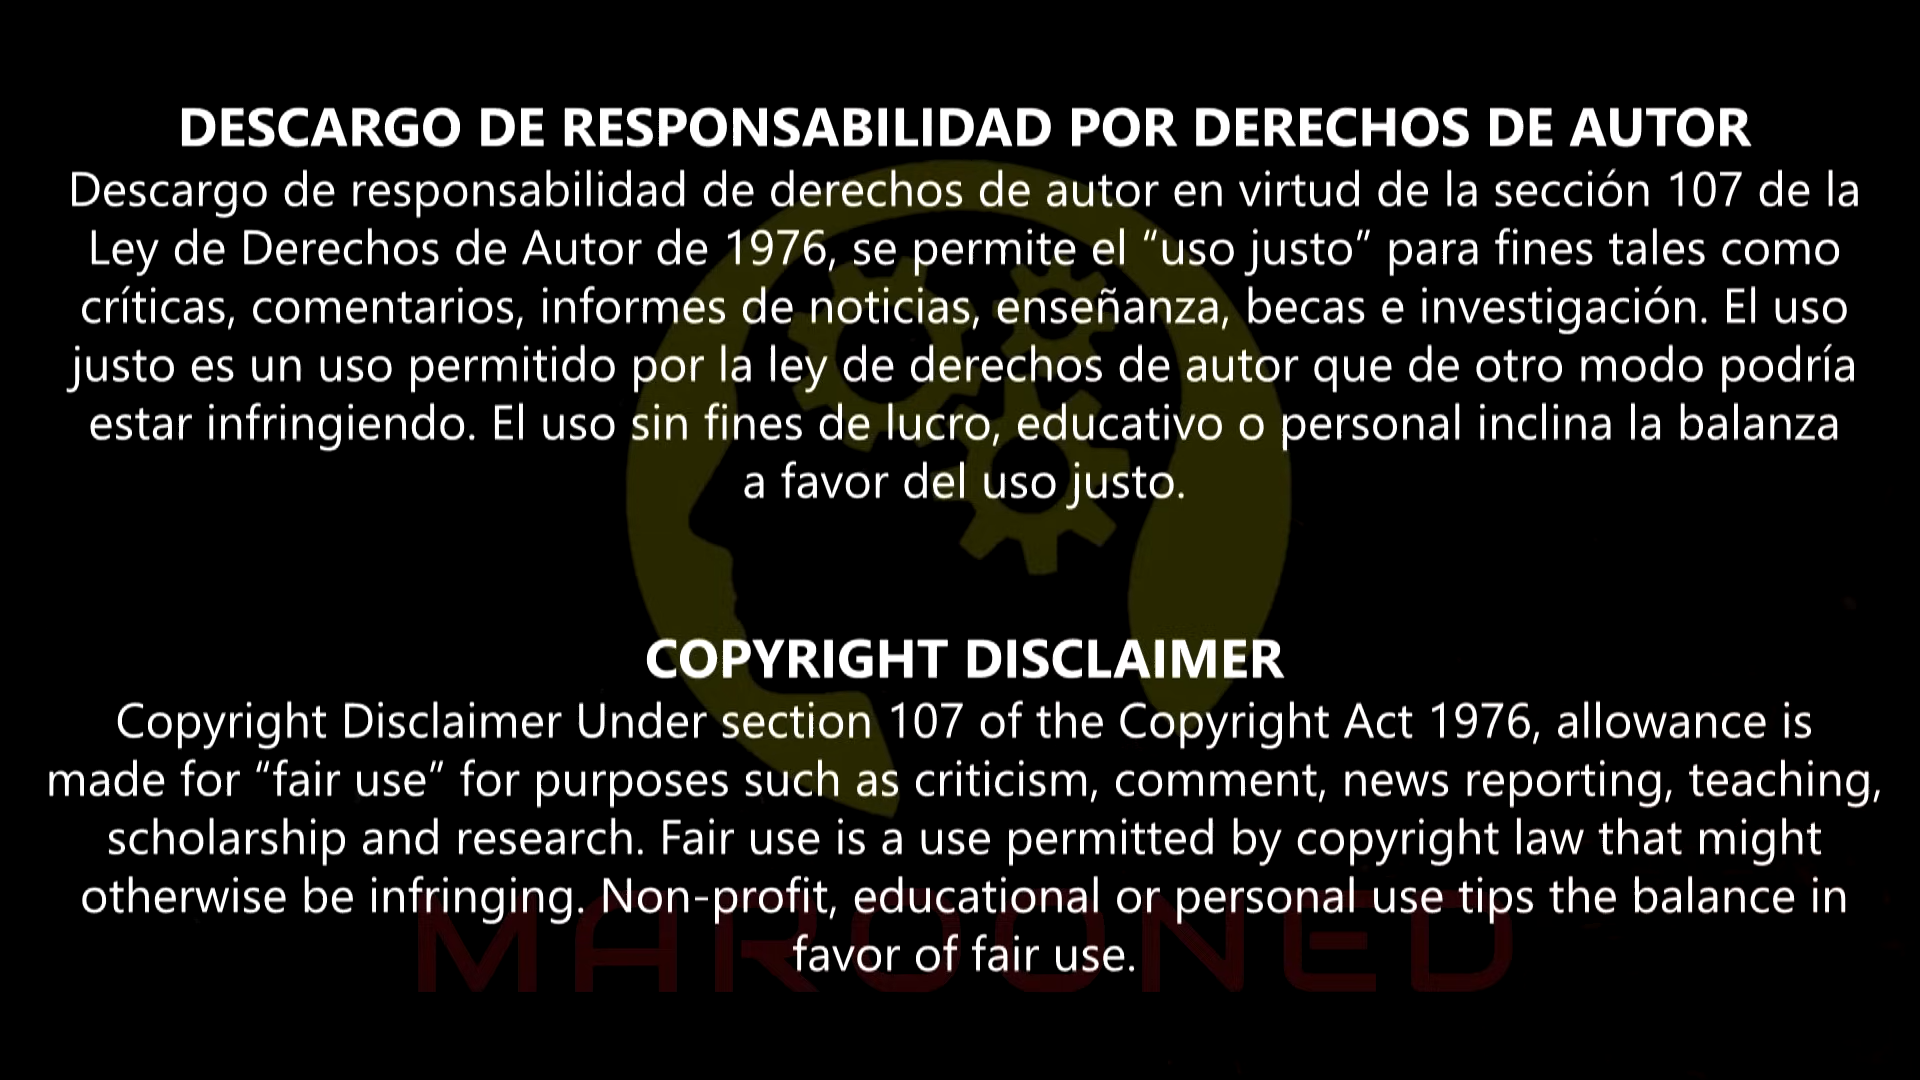 DESCARGO DE RESPONSABILIDAD POR DERECHOS DE AUTOR
Descargo de responsabilidad de derechos de autor en virtud de la sección 107 de la
Ley de Derechos de Autor de 1976, se permite el “uso justo” para fines tales como
críticas, comentarios, informes de noticias, enseñanza, becas e investigación. El uso
justo es un uso permitido por la ley de derechos de autor que de otro modo podría
estar infringiendo. El uso sin fines de lucro, educativo o personal inclina la balanza
a favor del uso justo.
COPYRIGHT DISCLAIMER
Copyright Disclaimer Under section 107 of the Copyright Act 1976, allowance is
made for “fair use” for purposes such as criticism, comment, news reporting, teaching,
scholarship and research. Fair use is a use permitted by copyright law that might
otherwise be infringing. Non-profit, educational or personal use tips the balance in
favor of fair use.
MAROONED